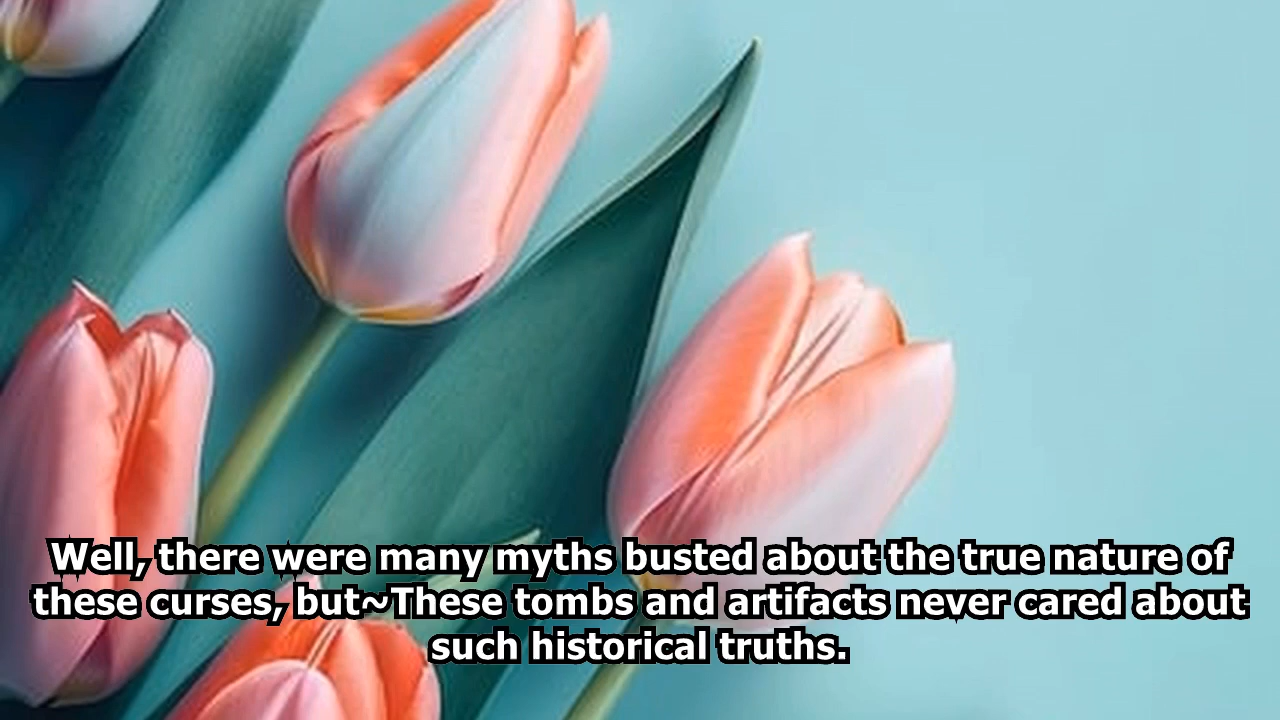 Well, there were many myths busted about the true nature of
these curses, but~These tombs and artifacts never cared about
such historical truths.